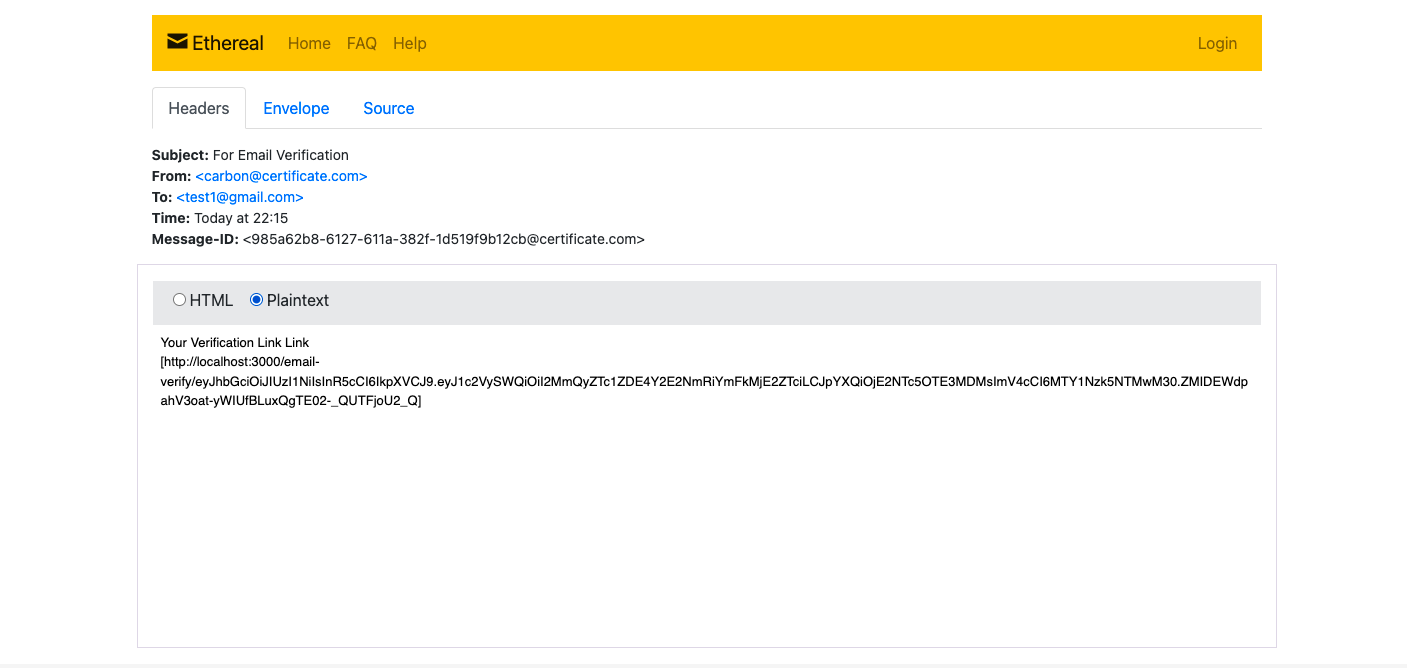 Ethereal Home FAQ Help Login
Headers Envelope Source
Subject: For Email Verification
From: <carbon@certificate.com>
To: <test1@gmail.com>
Time: Today at 22:15
Message-ID: <985a62b8-6127-611a-382f-1d519f9b12cb@certificate.com>
HTML Plaintext
Your Verification Link Link
[http://localhost:3000/email-
verify/eyJhbGciOiJIUzI1NiIsInR5cCI6IkpXVCJ9.eyJ1c2VySWQiOiI2MmQyZTc1ZDE4Y2E2NmRiYmFkMjE2ZTciLCJpYXQiOjE2NTc5OTE3MDMsImV4cCI6MTY1Nzk5NTMwM30.ZMIDEWdp
ahV3oat-yWIUfBLuxQgTE02-_QUTFjoU2_Q]